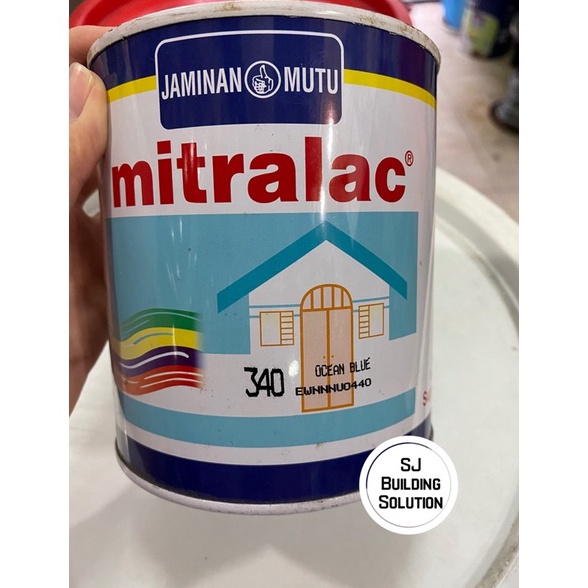 JAMINAN MUTU
mitralac®
340 OCEAN BLUE
EWNNNU0440
SJ
BUILDING
SOLUTION